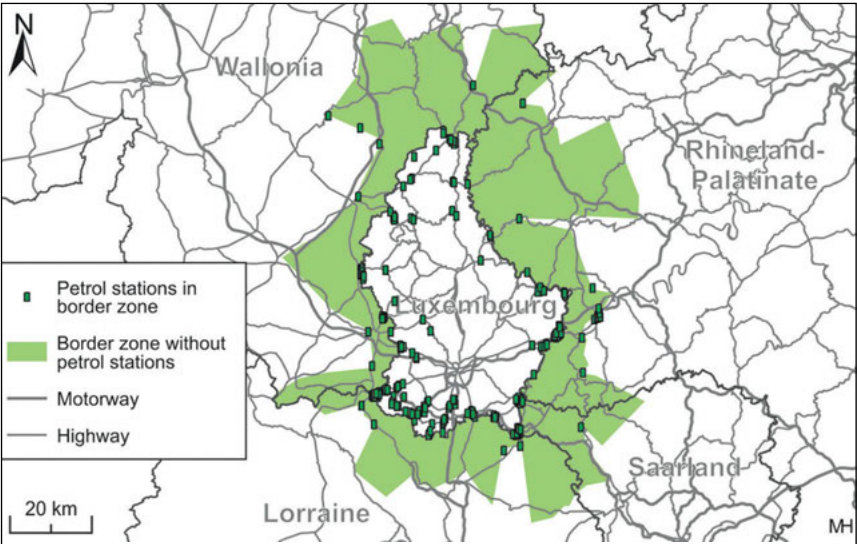 N
Wallonia
Rhineland-
Palatinate
Petrol stations in
border zone
Luxembourg
Border zone without
petrol stations
Motorway
Highway
Saarland
20 km
Lorraine
MH